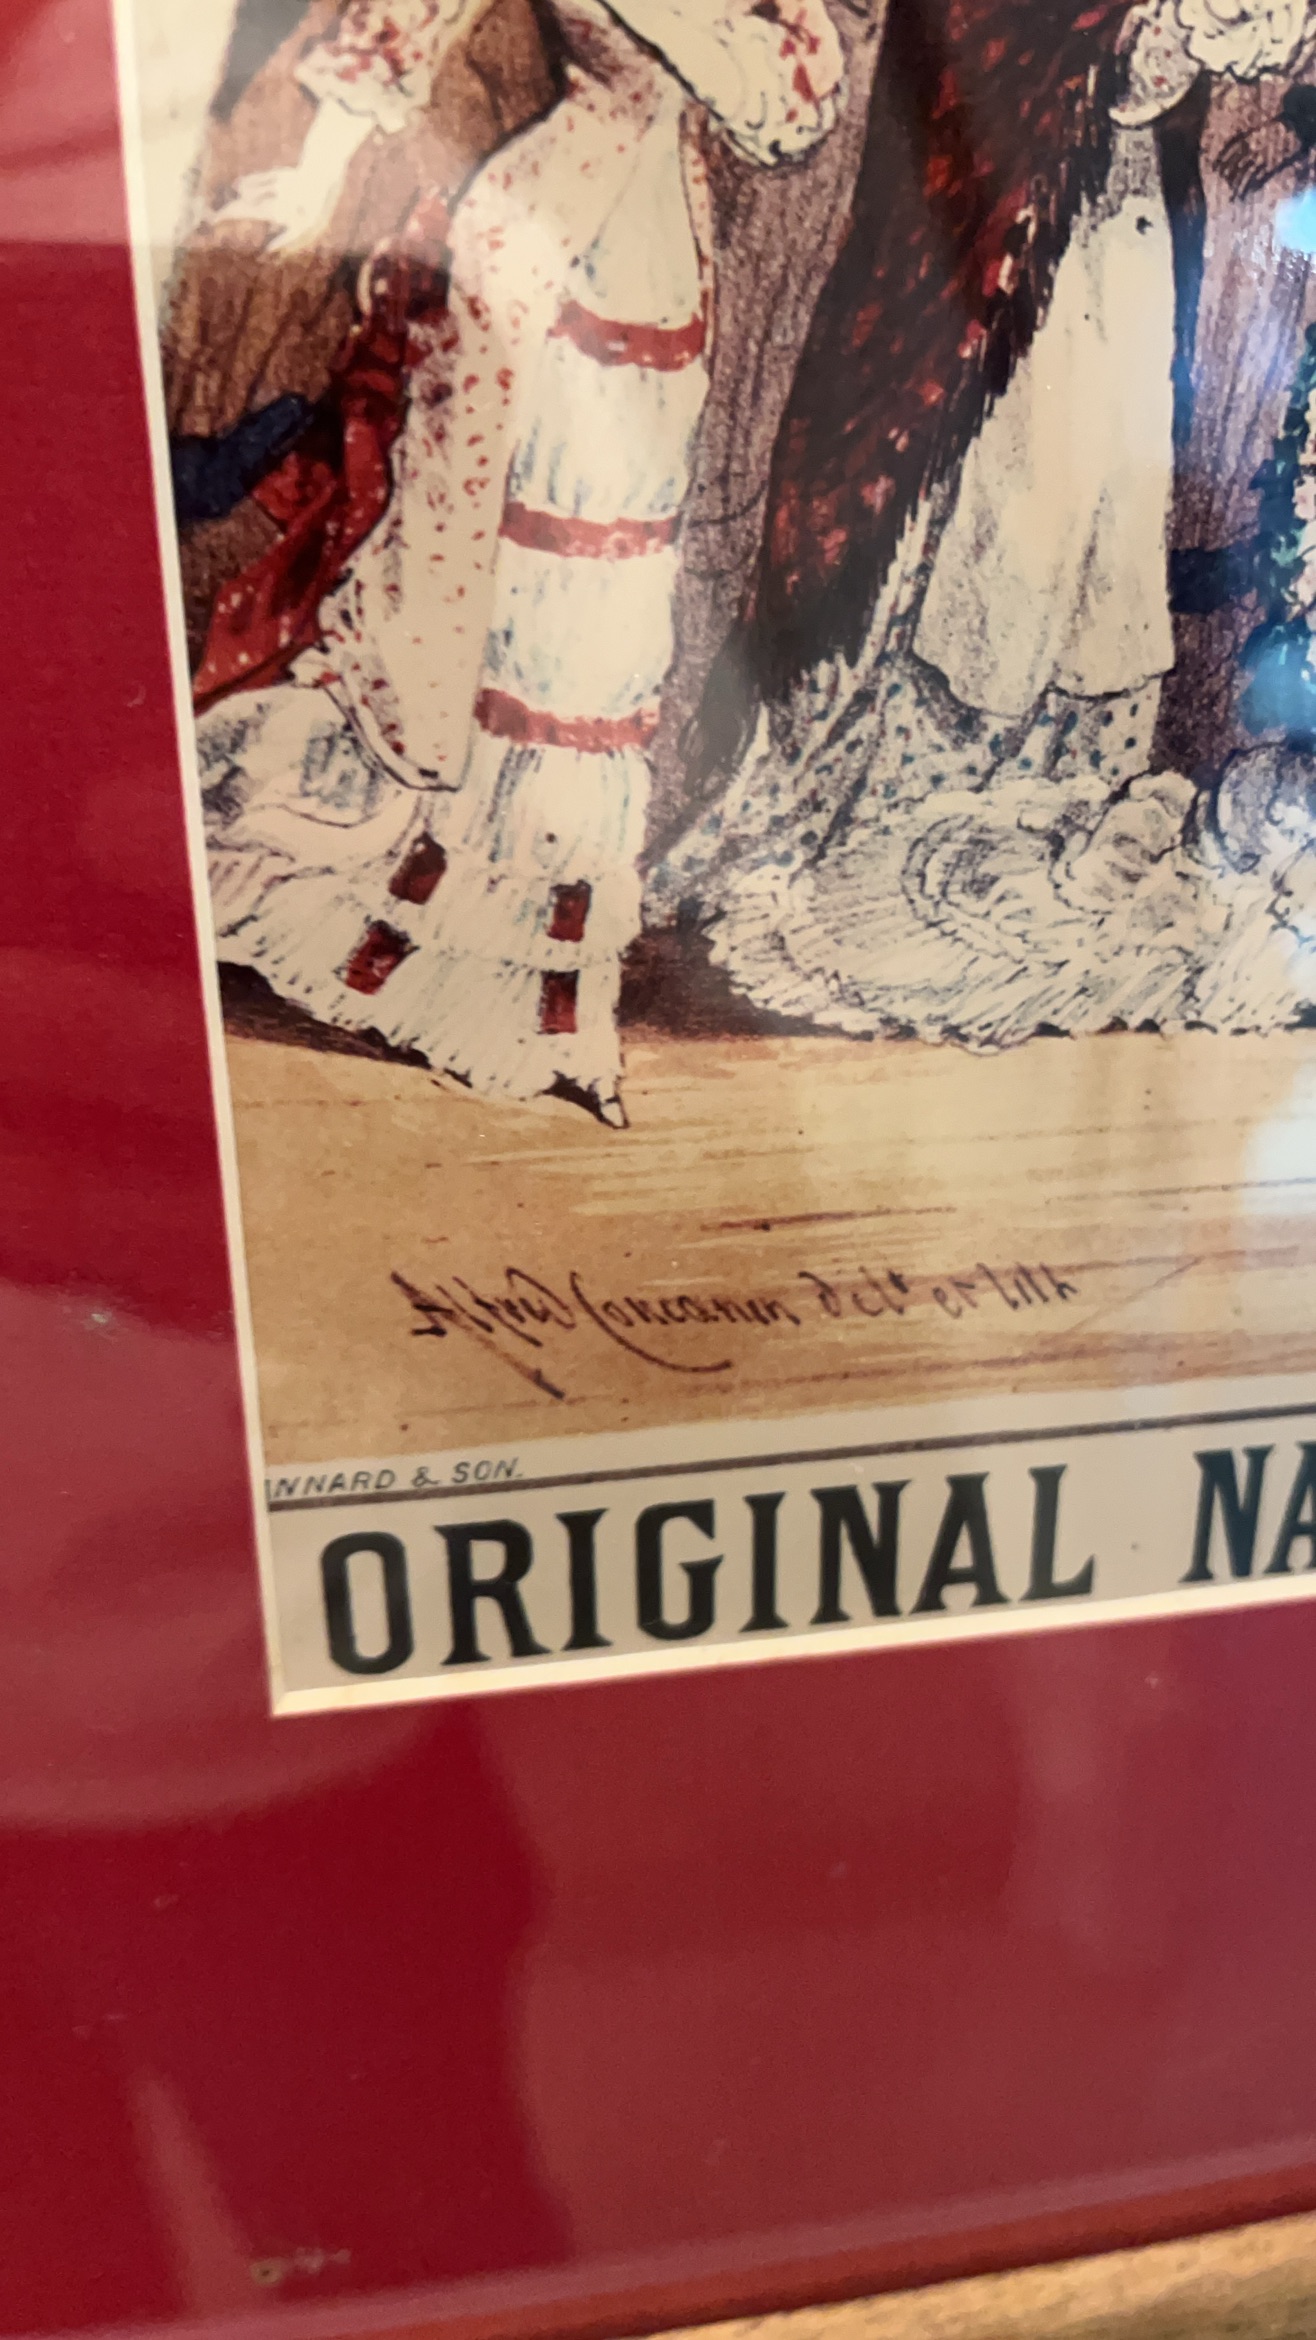 Alfred Concanen delt et lith
NNARD & SON.
ORIGINAL NA